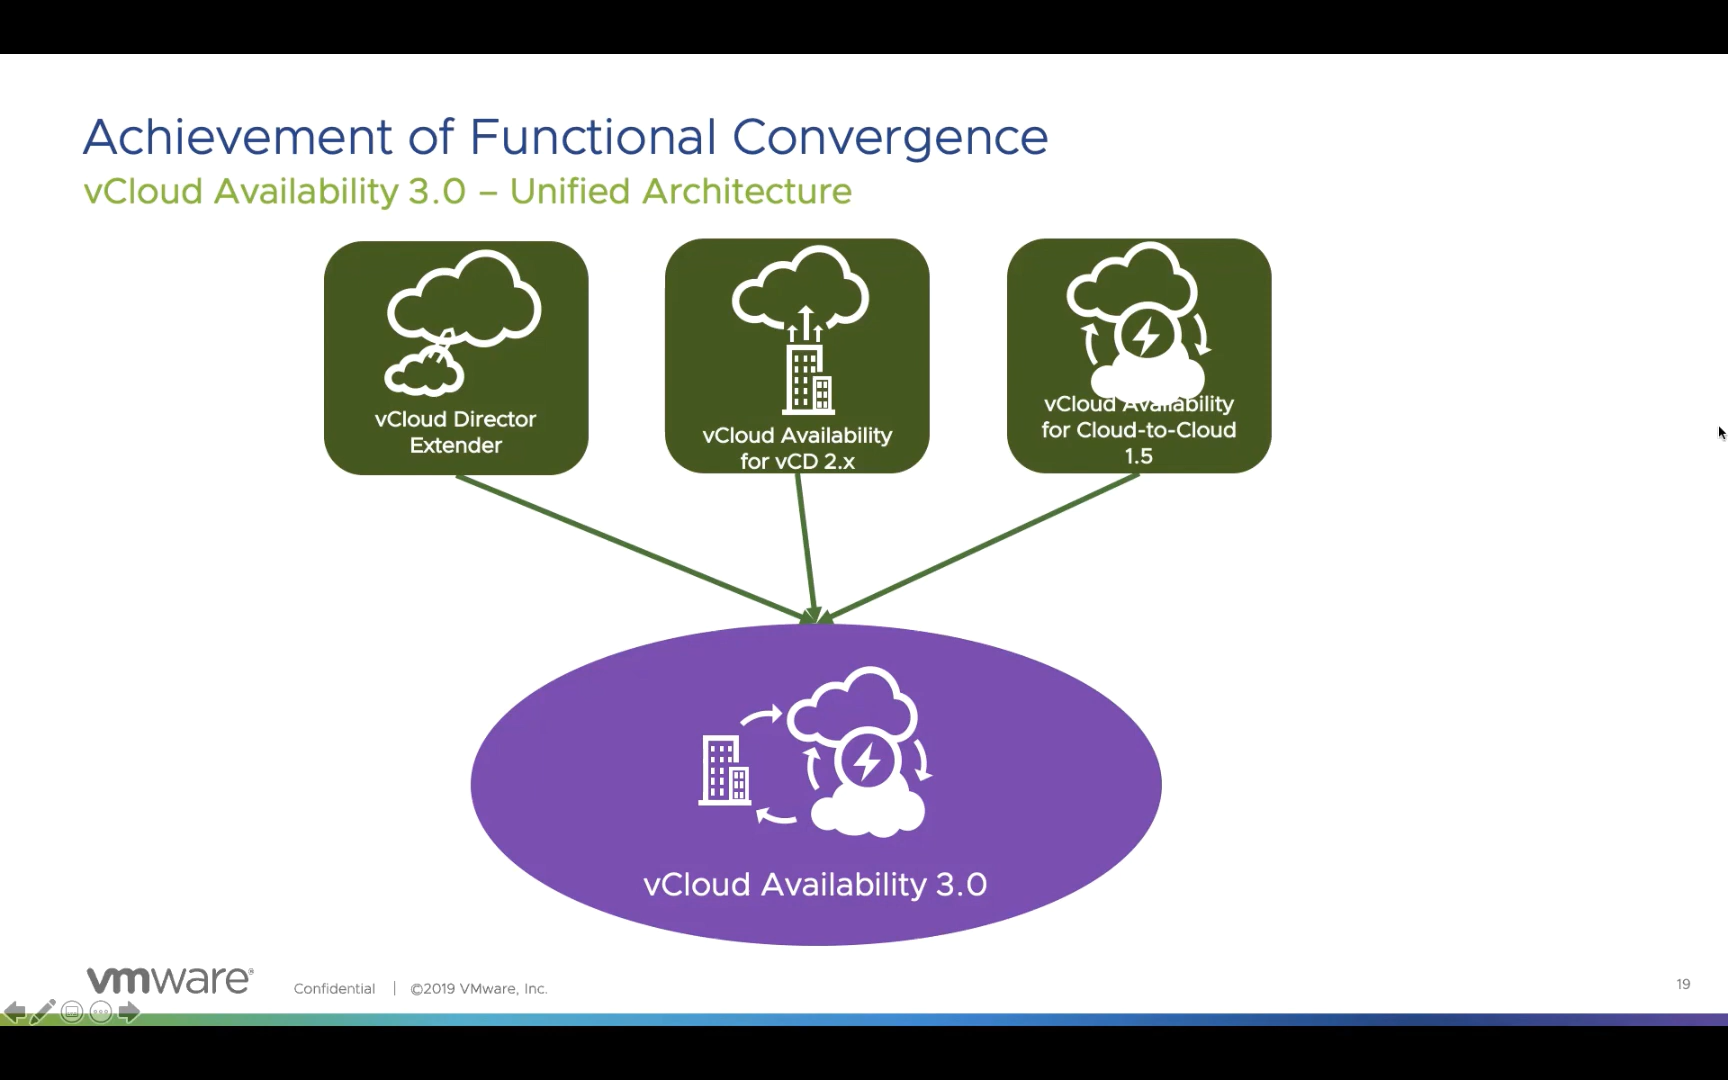 Achievement of Functional Convergence
vCloud Availability 3.0 – Unified Architecture
vCloud Director
Extender
vCloud Availability
for vCD 2.x
vCloud Availability
for Cloud-to-Cloud
1.5
vCloud Availability 3.0
vmware®
Confidential | ©2019 VMware, Inc.
19